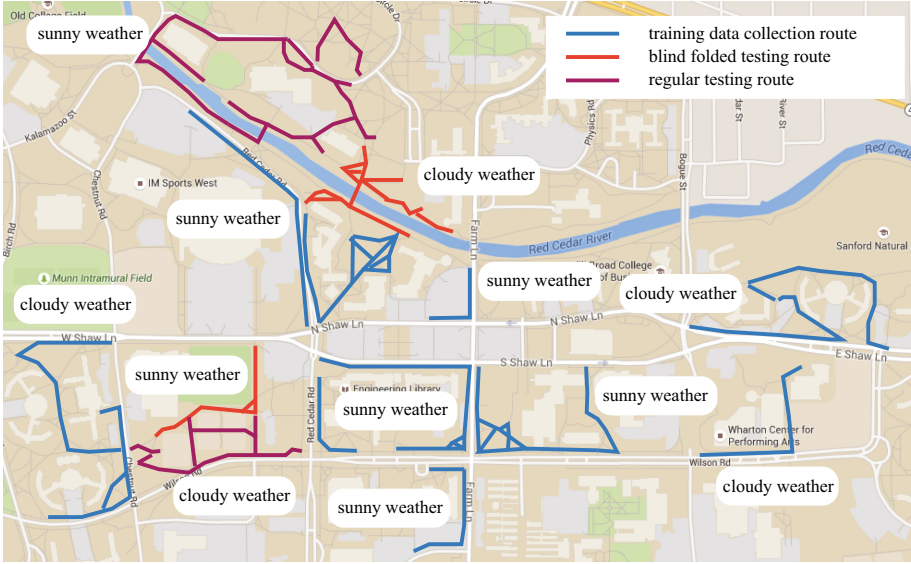 Old College Field
sunny weather
Circle Dr
training data collection route
blind folded testing route
regular testing route
Kalamazoo St
Physics Rd
Red Cedar Rd
cloudy weather
Bogue St
River St
Red Ceda
IM Sports West
Chestnut Rd
sunny weather
Birch Rd
Farm Ln
Red Cedar River
Sanford Natural
Munn Intramural Field
cloudy weather
sunny weather
Broad College
of Bus
cloudy weather
N Shaw Ln
N Shaw Ln
W Shaw Ln
S Shaw Ln
E Shaw Ln
sunny weather
Engineering Library
Red Cedar Rd
sunny weather
sunny weather
Wharton Center for
Performing Arts
Wilson Rd
Chestnut Rd
Wilson Rd
cloudy weather
Farm Ln
sunny weather
cloudy weather